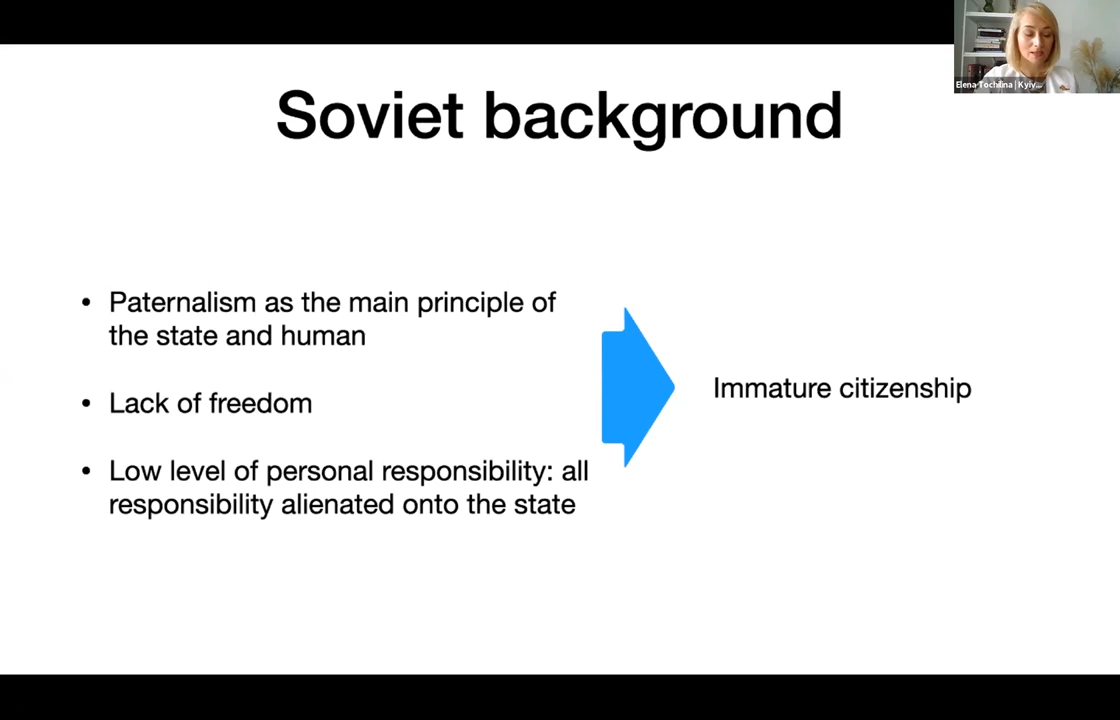 Elena Tochilina | Kyiv...
Soviet background
• Paternalism as the main principle of
the state and human
• Lack of freedom
• Low level of personal responsibility: all
responsibility alienated onto the state
Immature citizenship